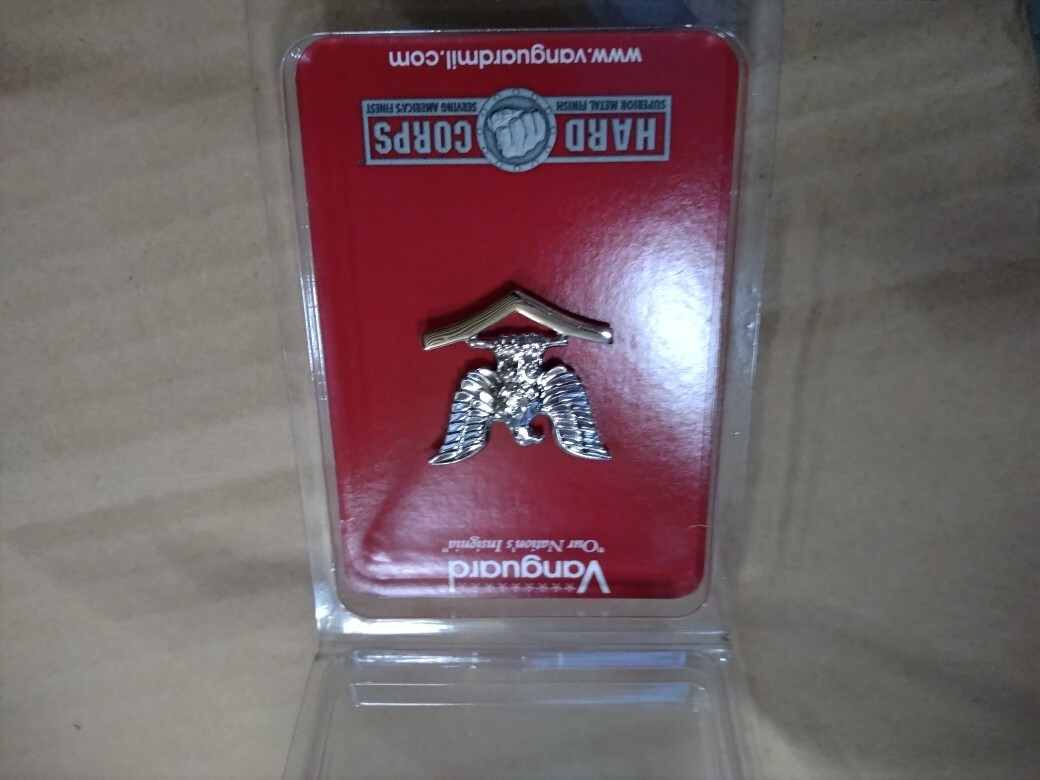 Vanguard
"Our Nation's Insignia"
HARD CORPS
SUPERIOR METAL FINISH SERVING AMERICA'S FINEST
www.vanguardmil.com